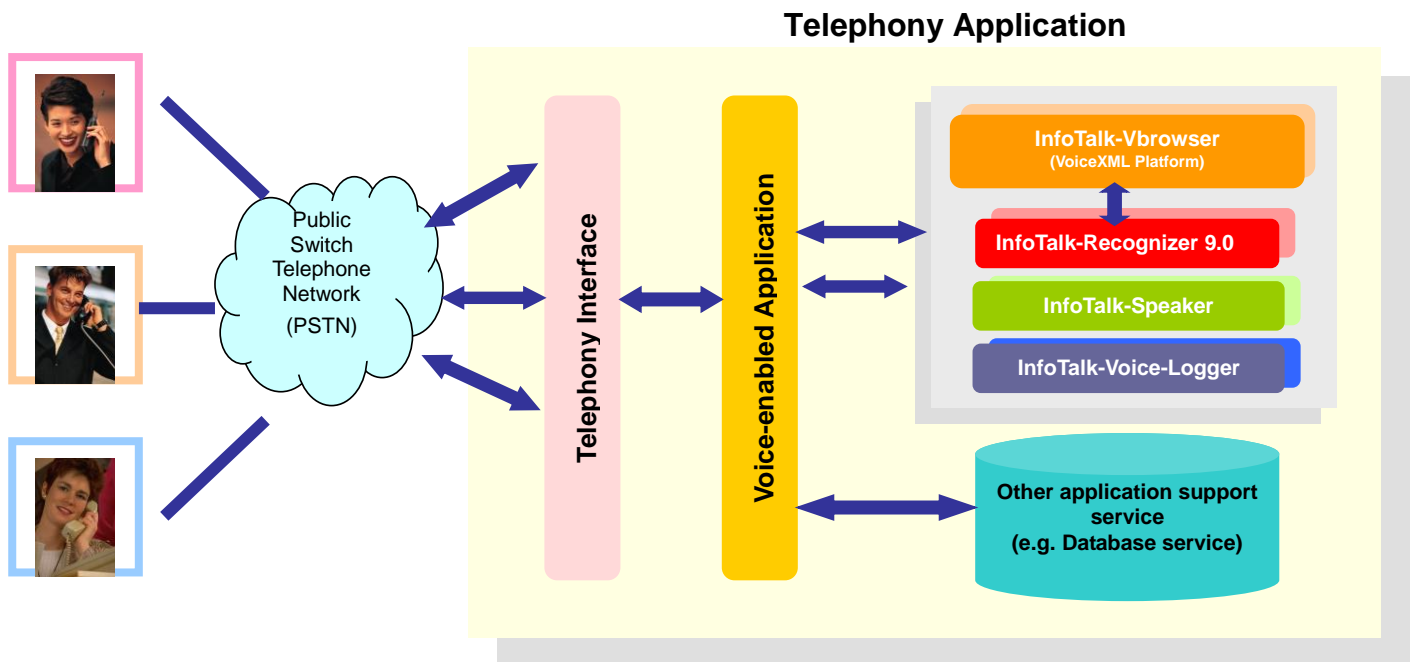 Telephony Application
Public
Switch
Telephone
Network
(PSTN)
Telephony Interface
Voice-enabled Application
InfoTalk-Vbrowser
(VoiceXML Platform)
InfoTalk-Recognizer 9.0
InfoTalk-Speaker
InfoTalk-Voice-Logger
Other application support
service
(e.g. Database service)